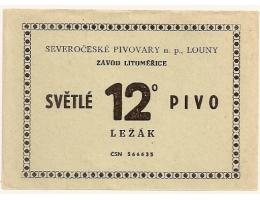 SEVEROČESKÉ PIVOVARY n. p., LOUNY
ZÁVOD LITOMĚŘICE
SVĚTLÉ 12° PIVO
LEŽÁK
ČSN 566635